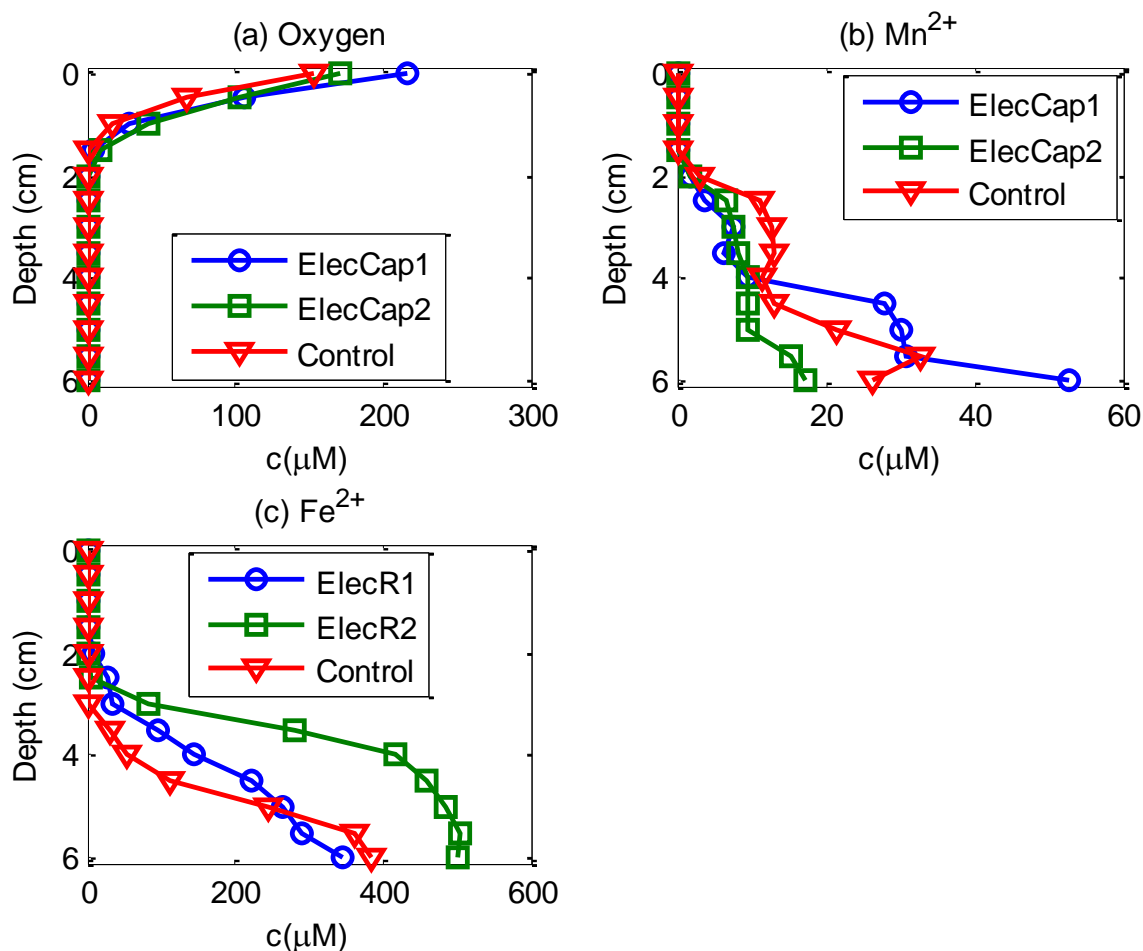 (a) Oxygen
0
2
4
6
Depth (cm)
ElecCap1
ElecCap2
Control
0
100
200
300
c(μM)
(b) Mn2+
0
2
4
6
Depth (cm)
ElecCap1
ElecCap2
Control
0
20
40
60
c(μM)
(c) Fe2+
0
2
4
6
Depth (cm)
ElecR1
ElecR2
Control
0
200
400
600
c(μM)